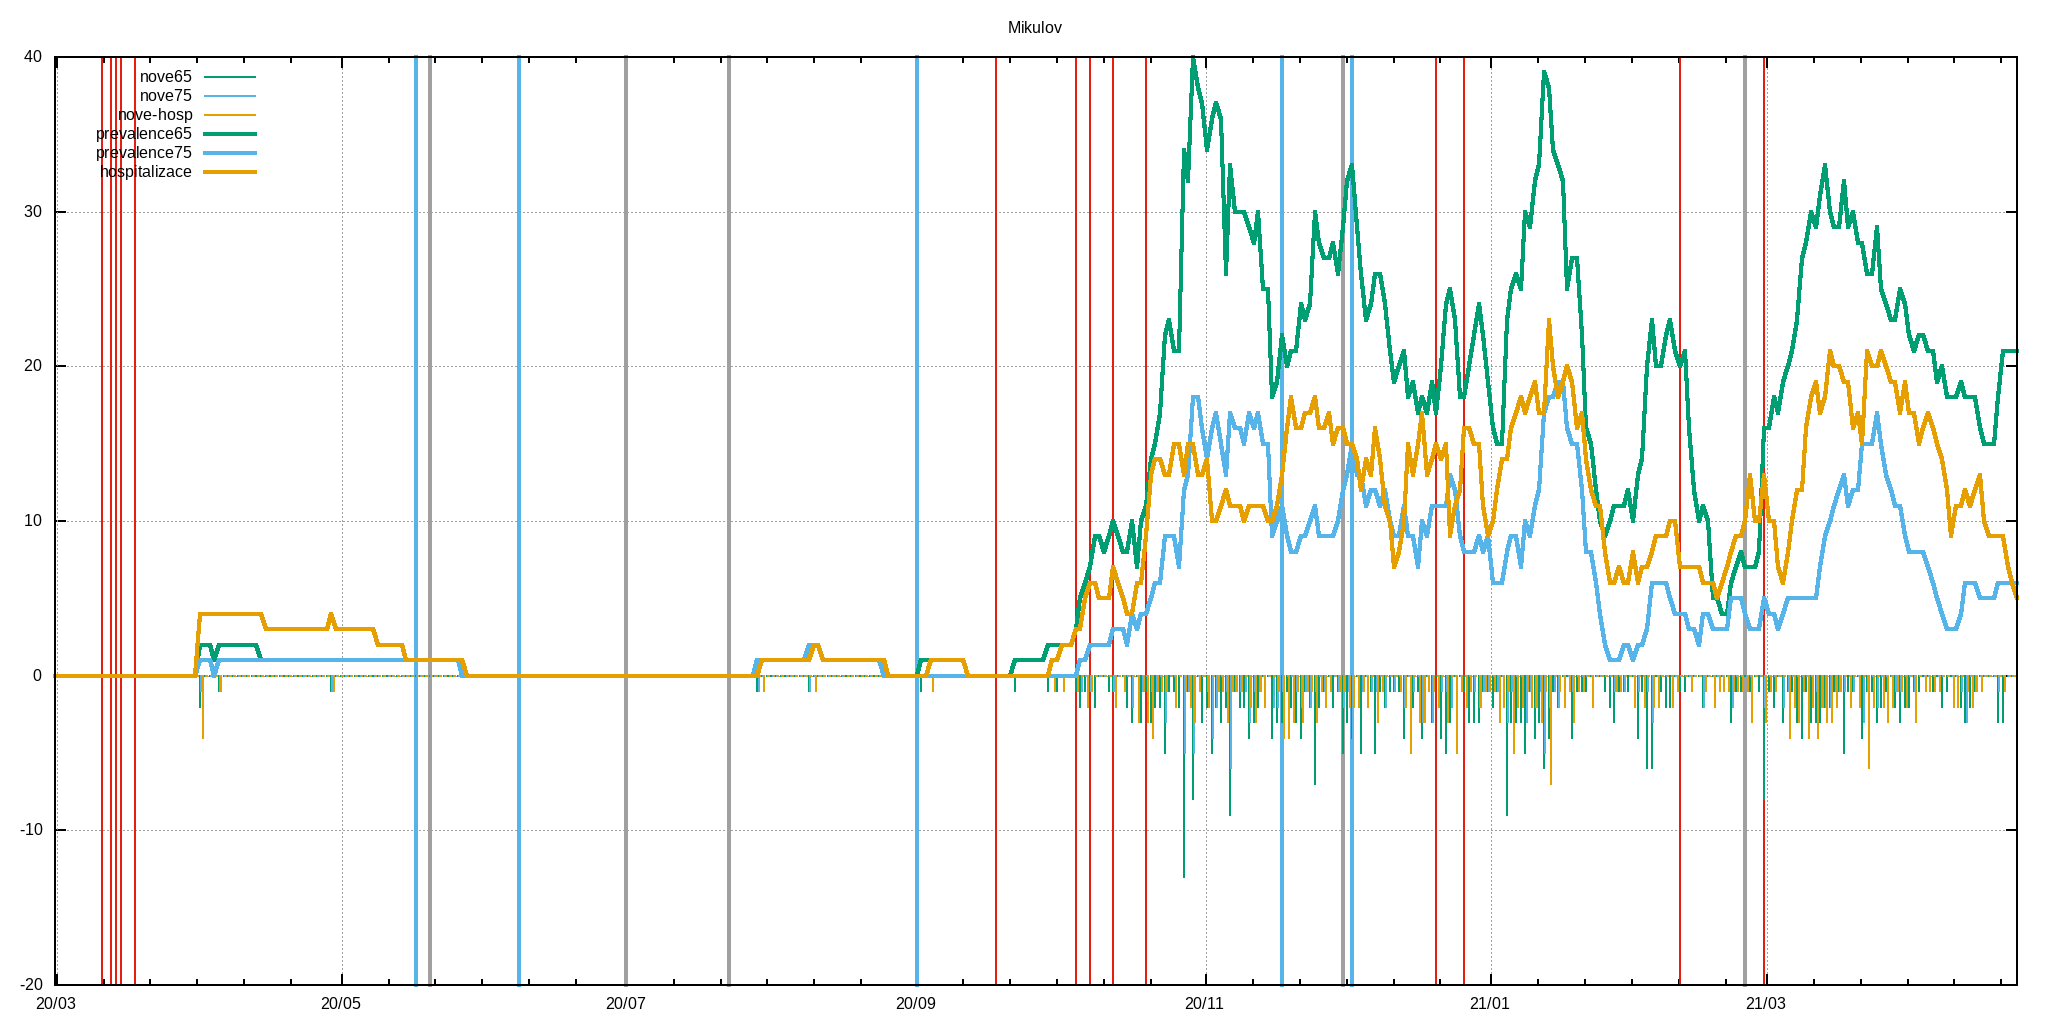 Mikulov
40
30
20
10
0
-10
-20
nove65
nove75
nove-hosp
prevalence65
prevalence75
hospitalizace
20/03 20/05 20/07 20/09 20/11 21/01 21/03